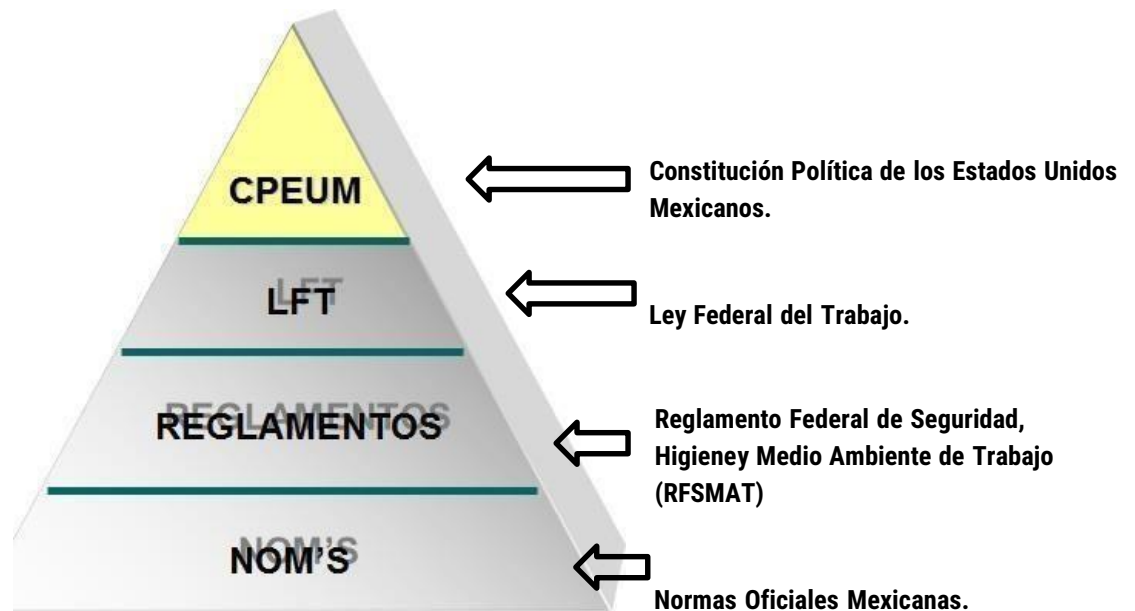 CPEUM
Constitución Política de los Estados Unidos
Mexicanos.
LFT
Ley Federal del Trabajo.
REGLAMENTOS
Reglamento Federal de Seguridad,
Higieney Medio Ambiente de Trabajo
(RFSMAT)
NOM'S
Normas Oficiales Mexicanas.